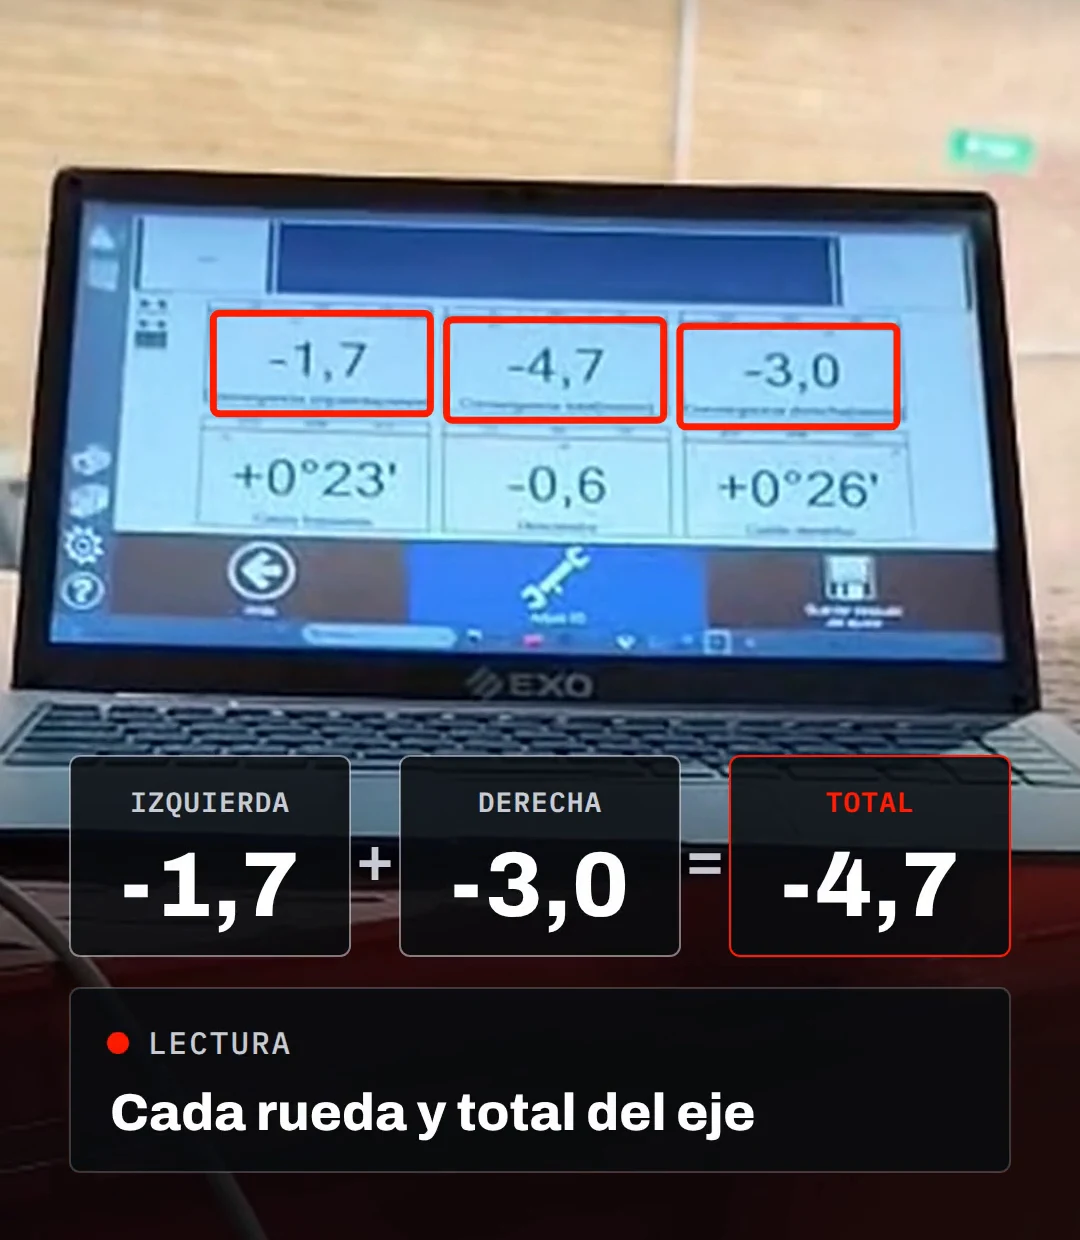 -1,7
-4,7
-3,0
+0°23'
-0,6
+0°26'
?
EXO
IZQUIERDA
DERECHA
TOTAL
-1,7
+
-3,0
=
-4,7
LECTURA
Cada rueda y total del eje